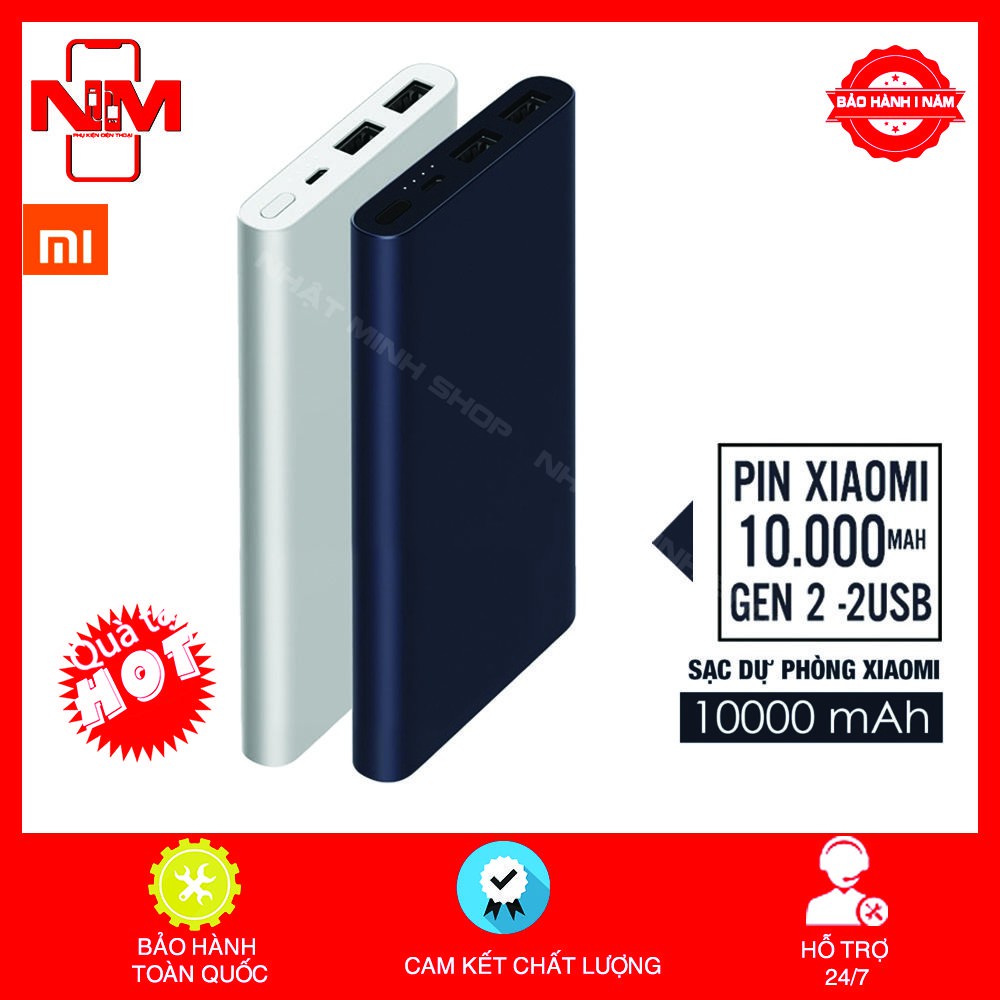 NM
PHỤ KIỆN ĐIỆN THOẠI
BẢO HÀNH 1 NĂM
mi
NHẬT MINH SHOP
PIN XIAOMI
10.000MAH
GEN 2 -2USB
SẠC DỰ PHÒNG XIAOMI
10000 mAh
Quà tặng
HOT
BẢO HÀNH
TOÀN QUỐC
CAM KẾT CHẤT LƯỢNG
HỖ TRỢ
24/7